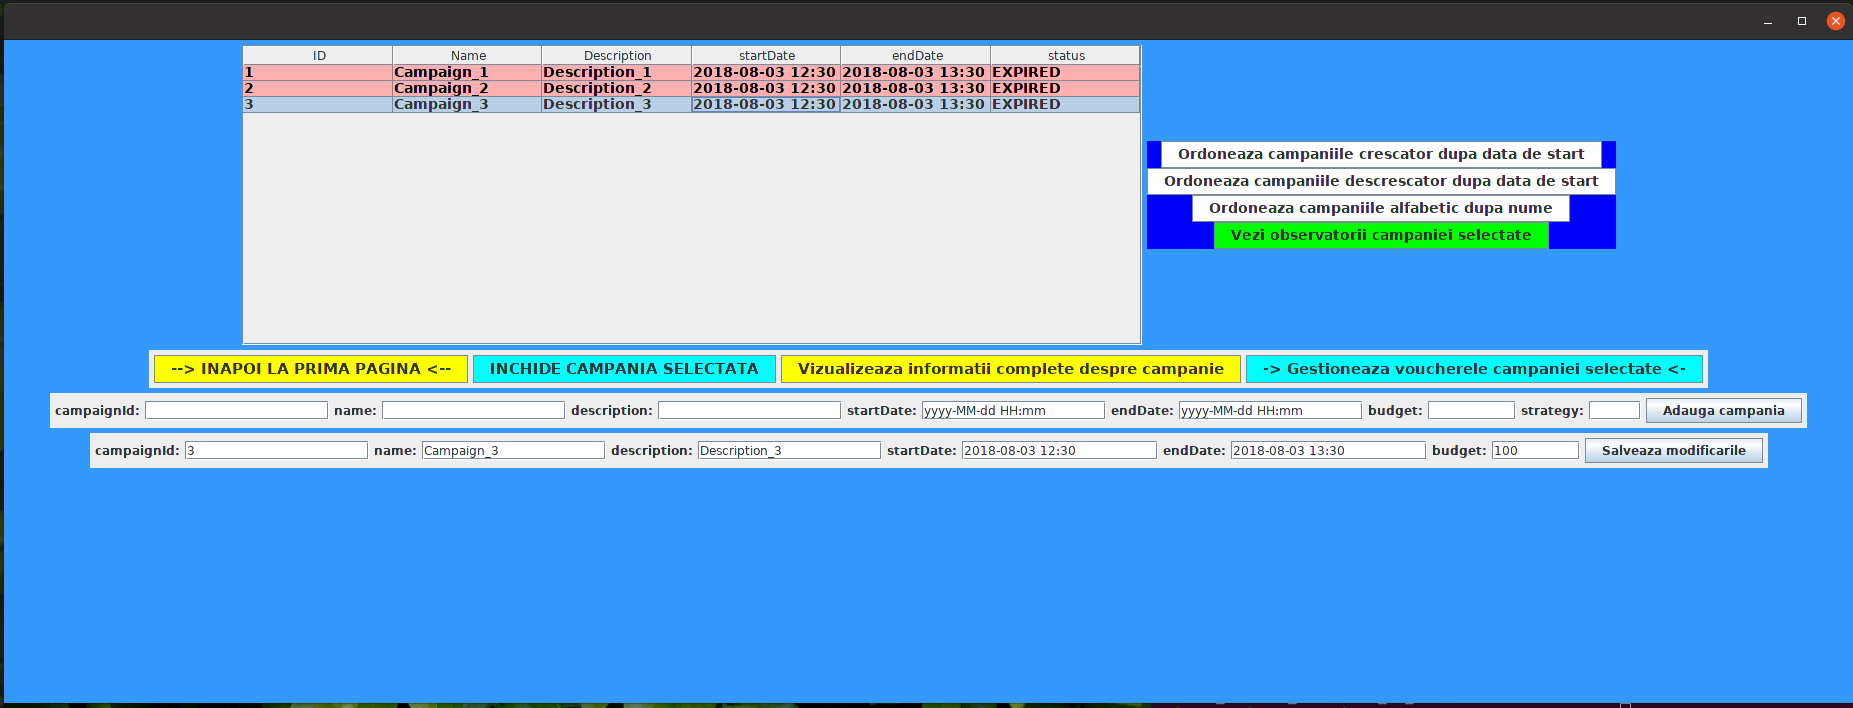 ID Name Description startDate endDate status
1 Campaign_1 Description_1 2018-08-03 12:30 2018-08-03 13:30 EXPIRED
2 Campaign_2 Description_2 2018-08-03 12:30 2018-08-03 13:30 EXPIRED
3 Campaign_3 Description_3 2018-08-03 12:30 2018-08-03 13:30 EXPIRED
Ordoneaza campaniile crescator dupa data de start
Ordoneaza campaniile descrescator dupa data de start
Ordoneaza campaniile alfabetic dupa nume
Vezi observatorii campaniei selectate
--> INAPOI LA PRIMA PAGINA <-- INCHIDE CAMPANIA SELECTATA Vizualizeaza informatii complete despre campanie -> Gestioneaza voucherele campaniei selectate <-
campaignId: name: description: startDate: yyyy-MM-dd HH:mm endDate: yyyy-MM-dd HH:mm budget: strategy: Adauga campania
campaignId: 3 name: Campaign_3 description: Description_3 startDate: 2018-08-03 12:30 endDate: 2018-08-03 13:30 budget: 100 Salveaza modificarile